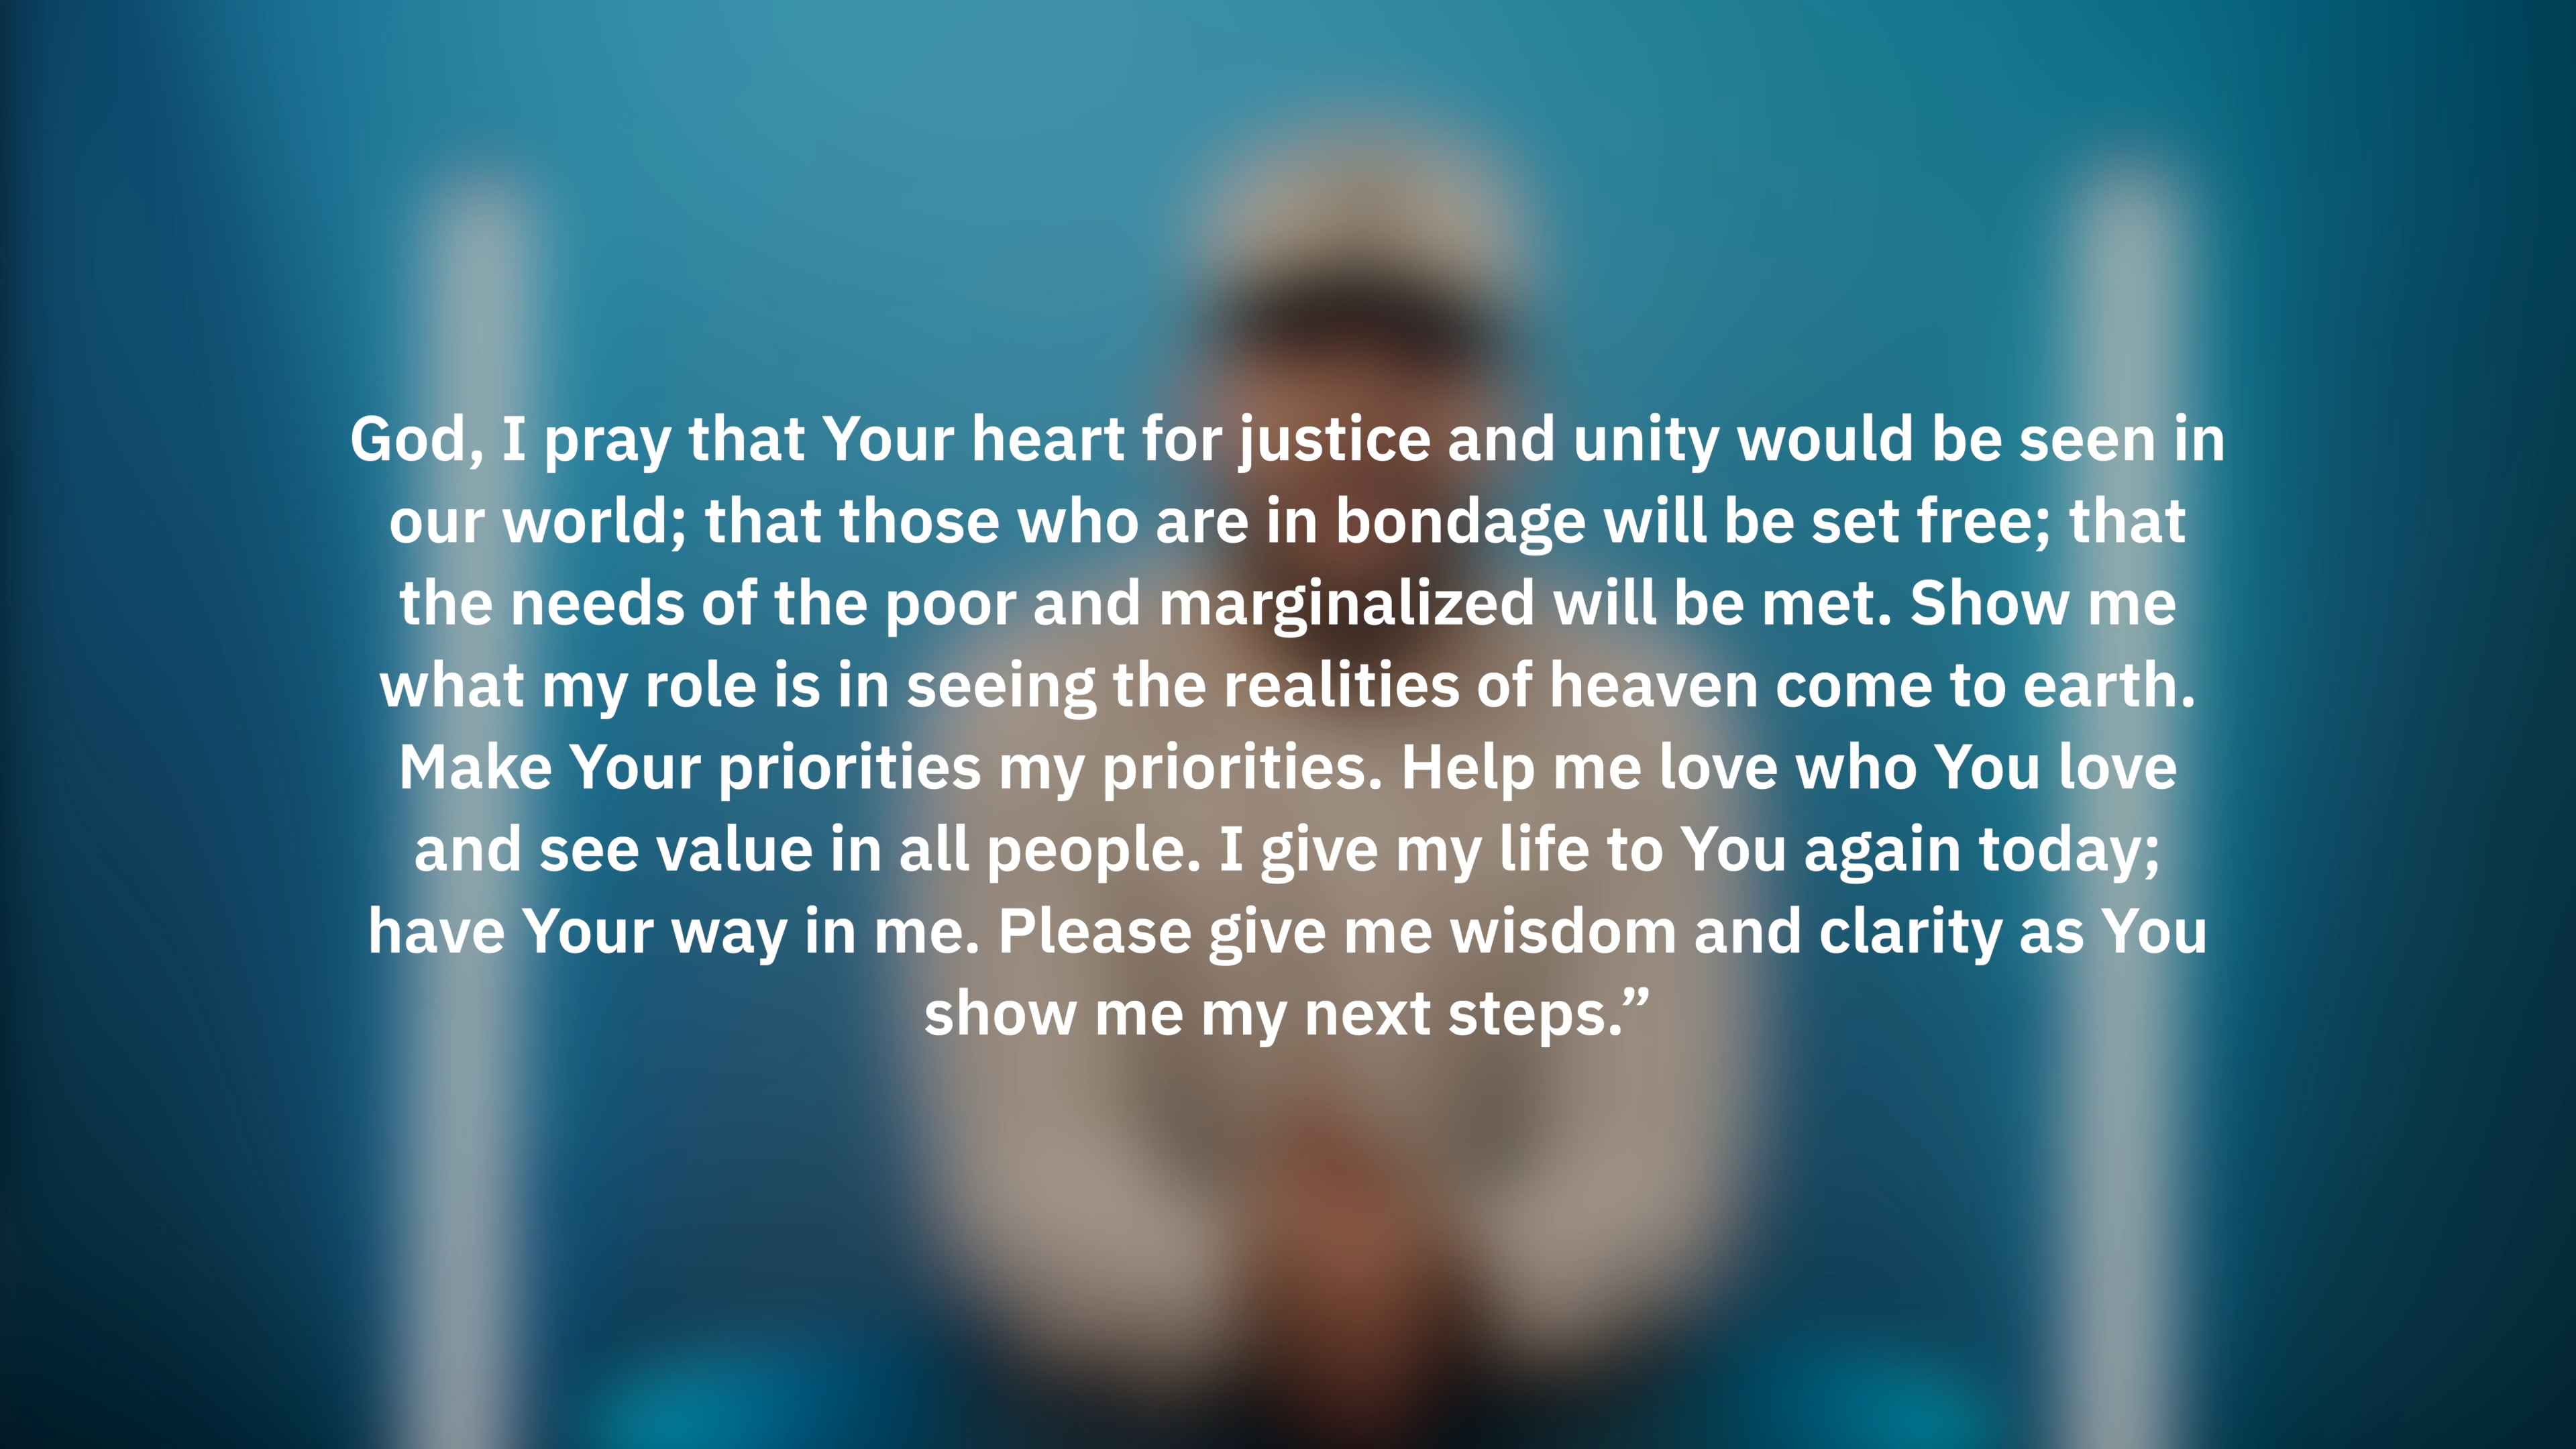 God, I pray that Your heart for justice and unity would be seen in
our world; that those who are in bondage will be set free; that
the needs of the poor and marginalized will be met. Show me
what my role is in seeing the realities of heaven come to earth.
Make Your priorities my priorities. Help me love who You love
and see value in all people. I give my life to You again today;
have Your way in me. Please give me wisdom and clarity as You
show me my next steps.”